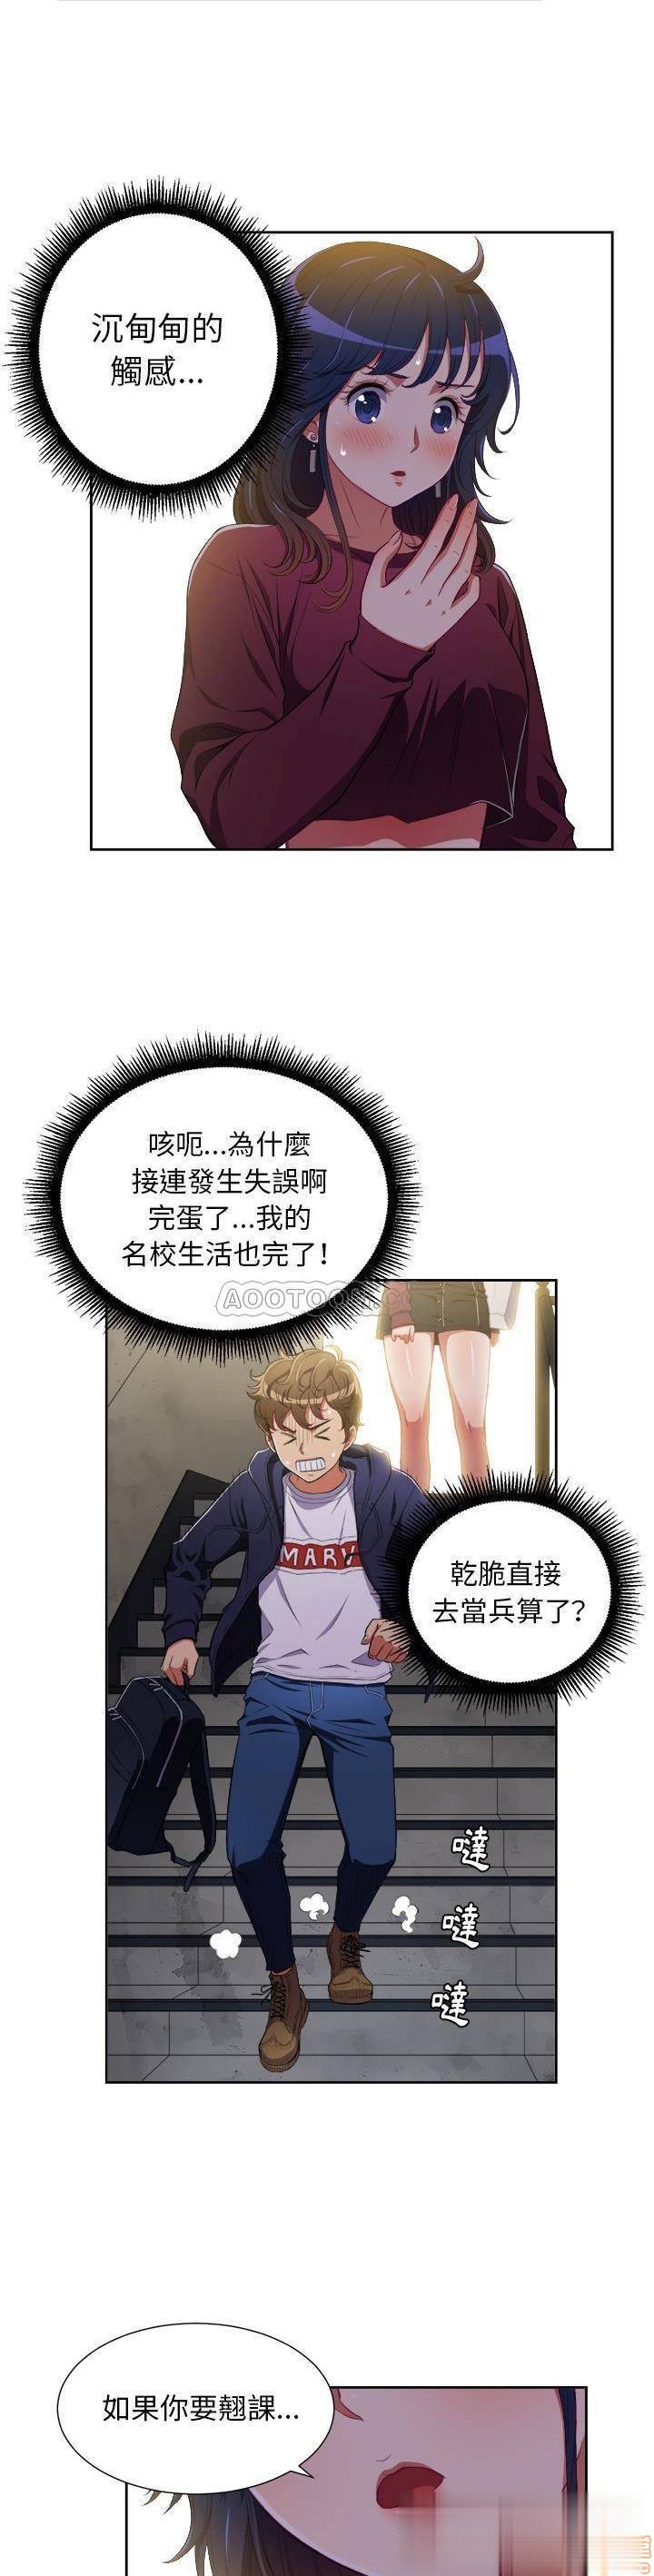 沉甸甸的
觸感...
咳呃...為什麼
接連發生失誤啊
完蛋了...我的
名校生活也完了！
MARY
乾脆直接
去當兵算了？
噠
噠
噠
如果你要翹課...